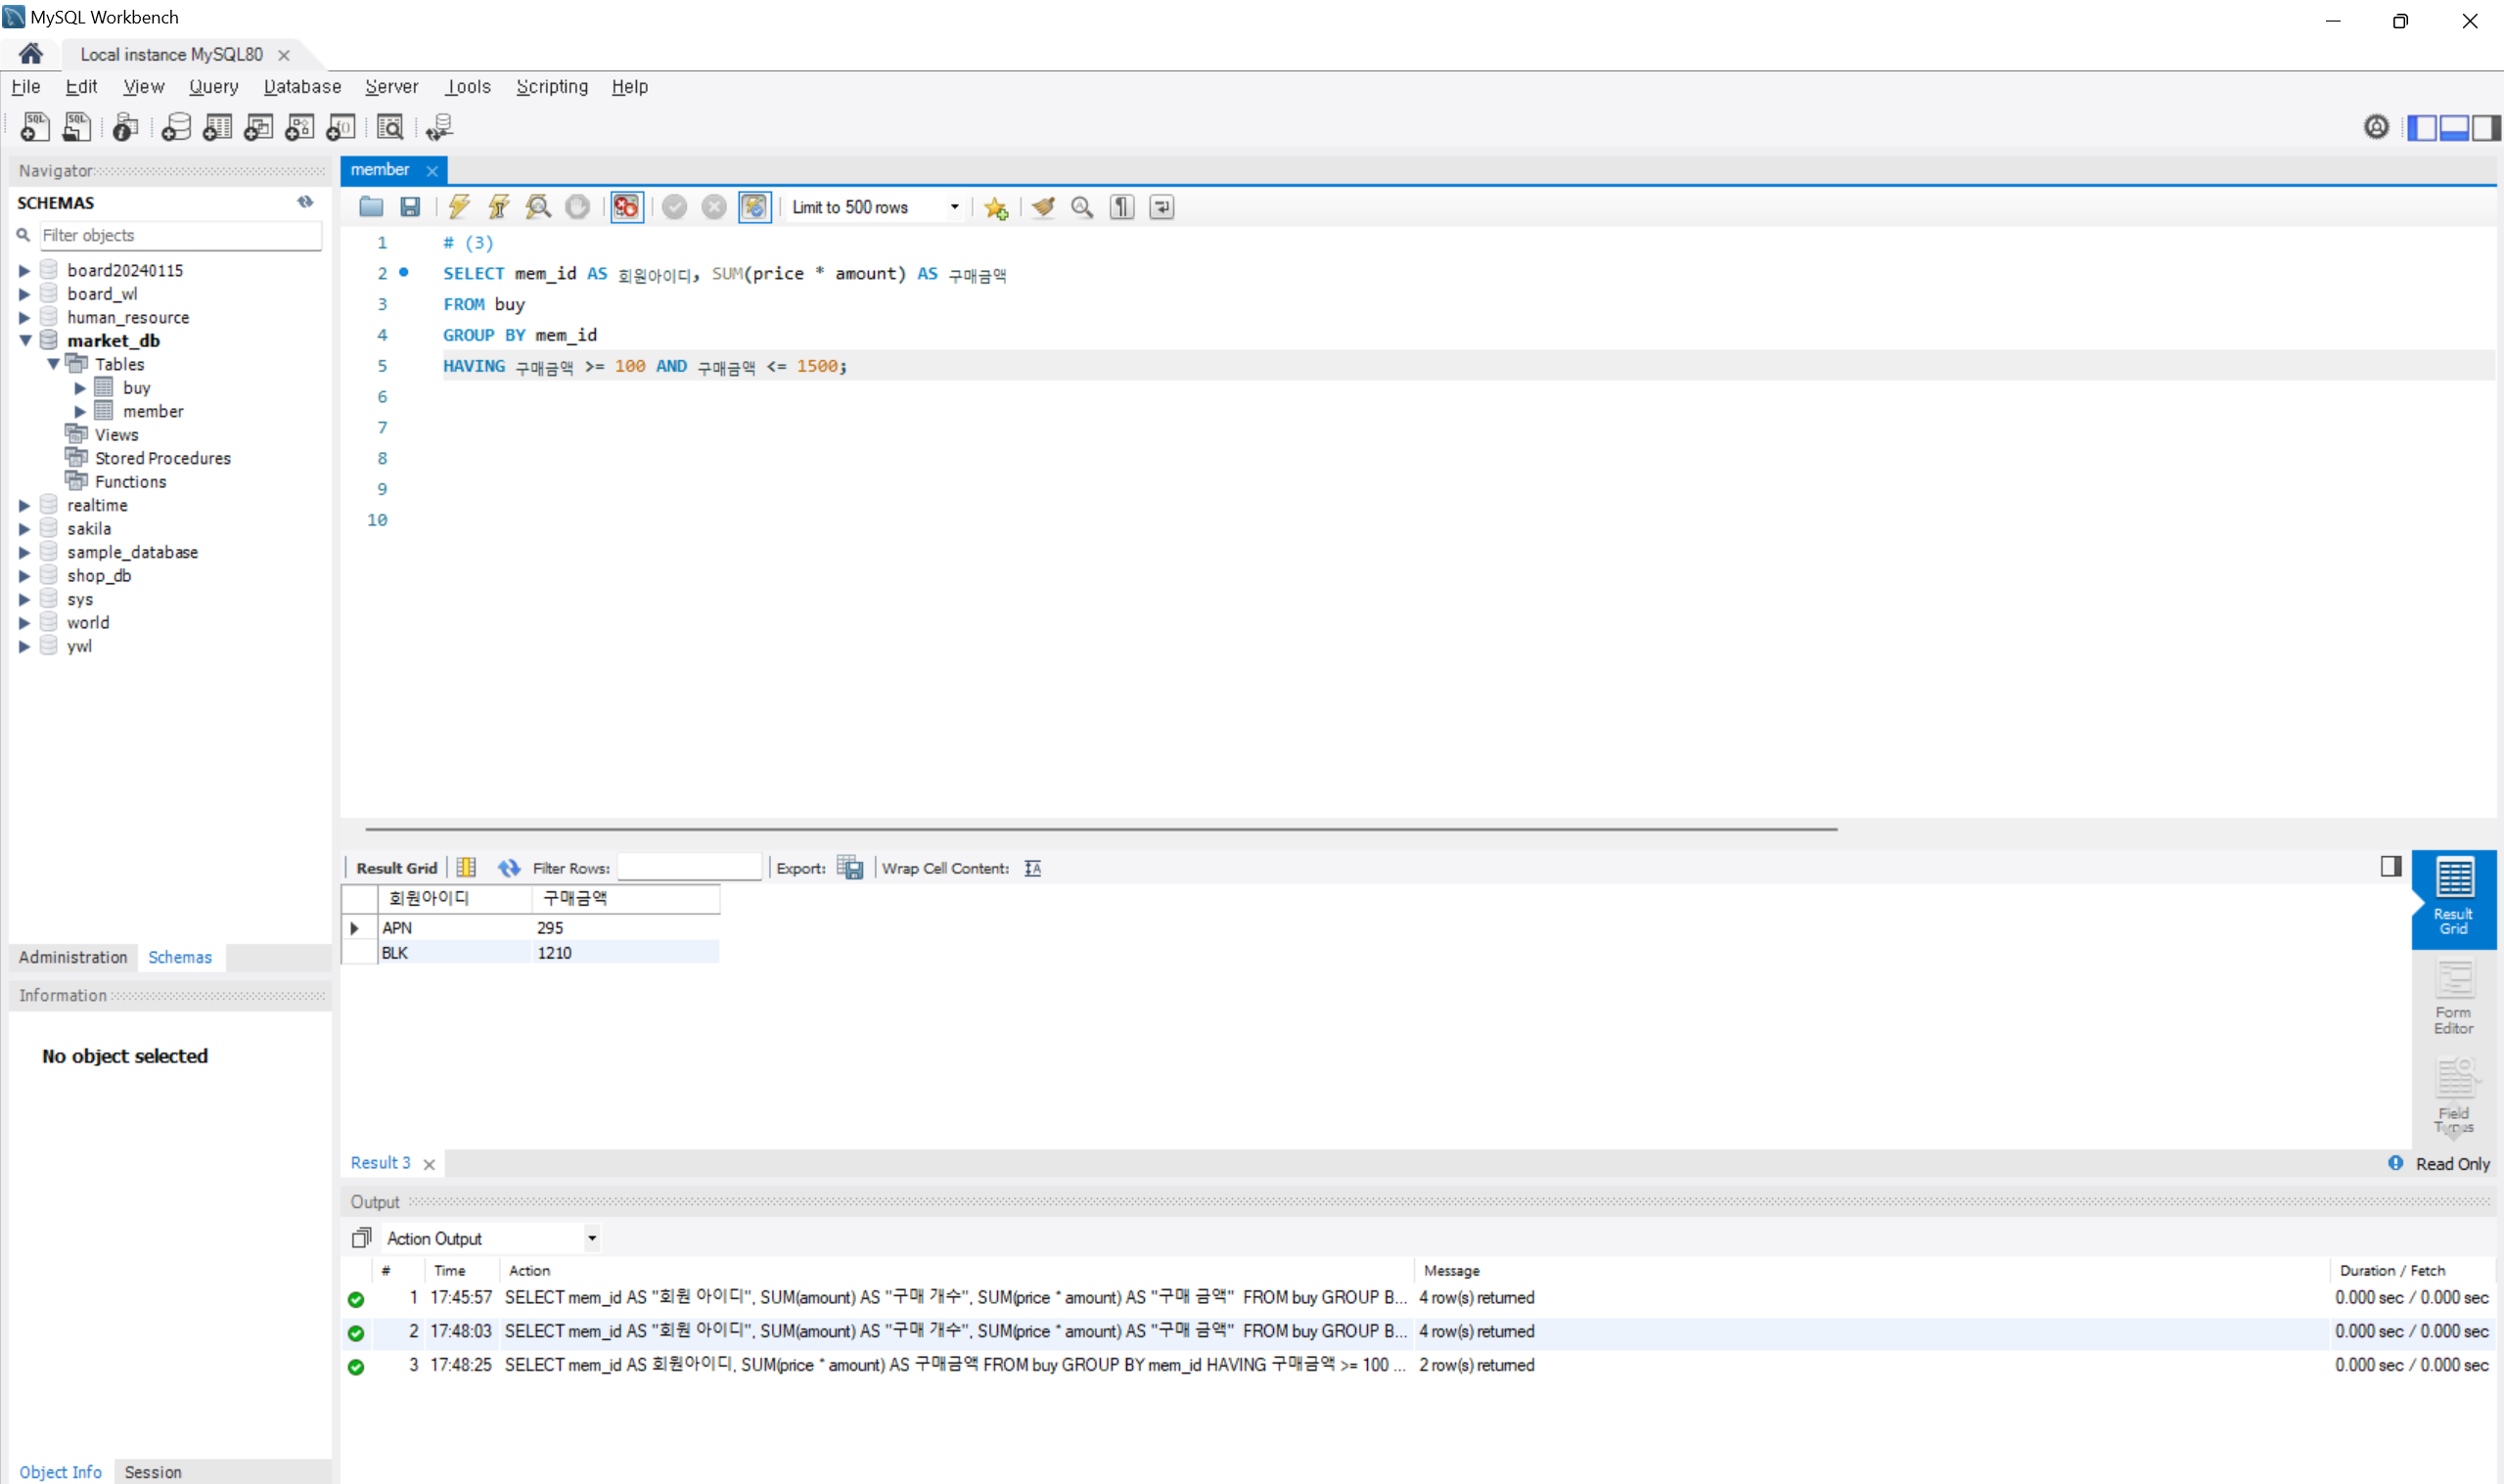 MySQL Workbench
Local instance MySQL80
File Edit View Query Database Server Tools Scripting Help
Navigator
SCHEMAS
Filter objects
board20240115
board_wl
human_resource
market_db
Tables
buy
member
Views
Stored Procedures
Functions
realtime
sakila
sample_database
shop_db
sys
world
ywl
Administration Schemas
Information
No object selected
Object Info Session
member
Limit to 500 rows
1 # (3)
2 SELECT mem_id AS 회원아이디, SUM(price * amount) AS 구매금액
3 FROM buy
4 GROUP BY mem_id
5 HAVING 구매금액 >= 100 AND 구매금액 <= 1500;
6
7
8
9
10
Result Grid Filter Rows: Export: Wrap Cell Content:
회원아이디 구매금액
APN 295
BLK 1210
Result Grid
Form Editor
Field Types
Result 3 Read Only
Output
Action Output
# Time Action Message Duration / Fetch
1 17:45:57 SELECT mem_id AS "회원 아이디", SUM(amount) AS "구매 개수", SUM(price * amount) AS "구매 금액" FROM buy GROUP B... 4 row(s) returned 0.000 sec / 0.000 sec
2 17:48:03 SELECT mem_id AS "회원 아이디", SUM(amount) AS "구매 개수", SUM(price * amount) AS "구매 금액" FROM buy GROUP B... 4 row(s) returned 0.000 sec / 0.000 sec
3 17:48:25 SELECT mem_id AS 회원아이디, SUM(price * amount) AS 구매금액 FROM buy GROUP BY mem_id HAVING 구매금액 >= 100 ... 2 row(s) returned 0.000 sec / 0.000 sec